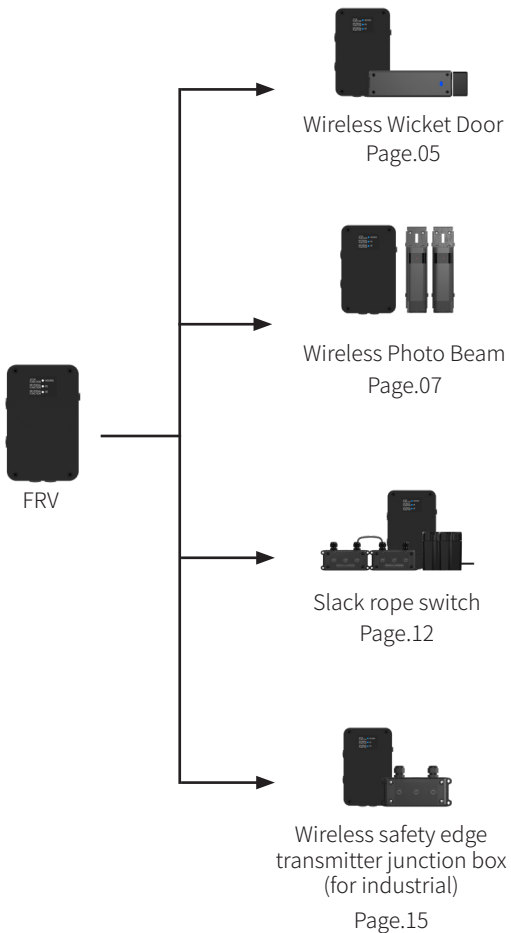 Wireless Wicket Door
Page.05
Wireless Photo Beam
Page.07
FRV
Slack rope switch
Page.12
Wireless safety edge
transmitter junction box
(for industrial)
Page.15